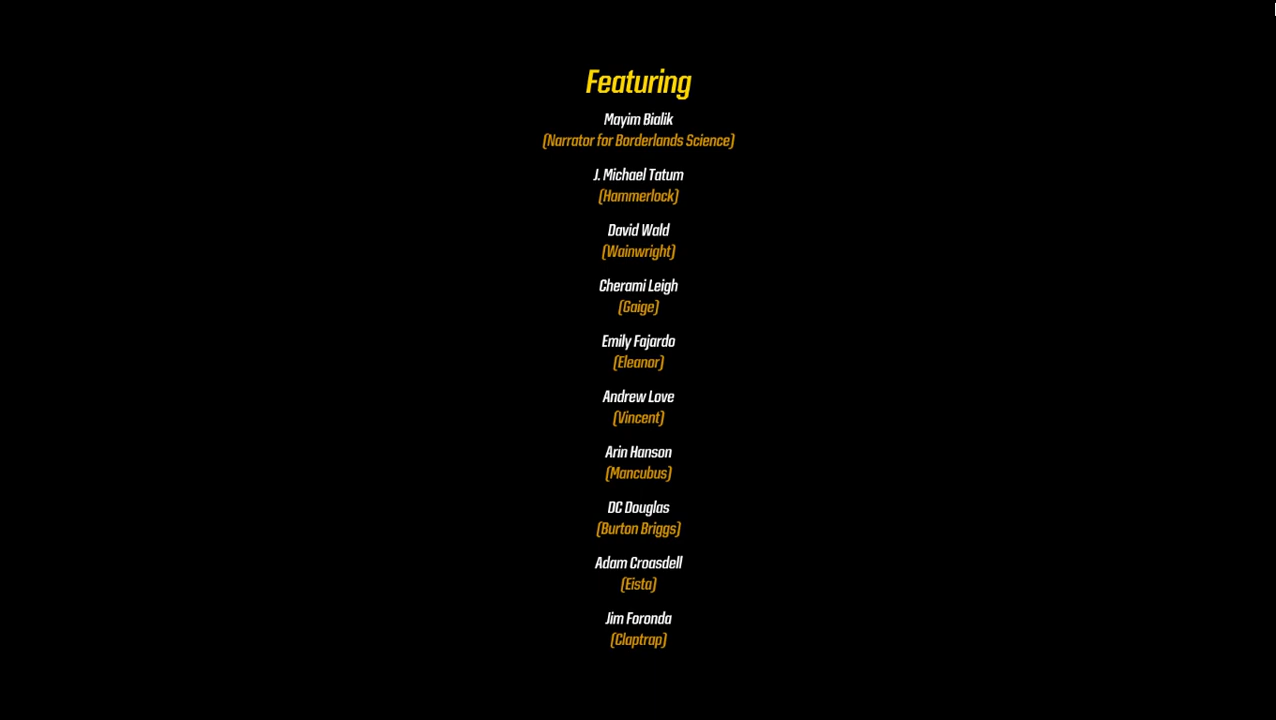 Featuring
Mayim Bialik
(Narrator for Borderlands Science)
J. Michael Tatum
(Hammerlock)
David Wald
(Wainwright)
Cherami Leigh
(Gaige)
Emily Fajardo
(Eleanor)
Andrew Love
(Vincent)
Arin Hanson
(Mancubus)
DC Douglas
(Burton Briggs)
Adam Croasdell
(Eista)
Jim Foronda
(Claptrap)